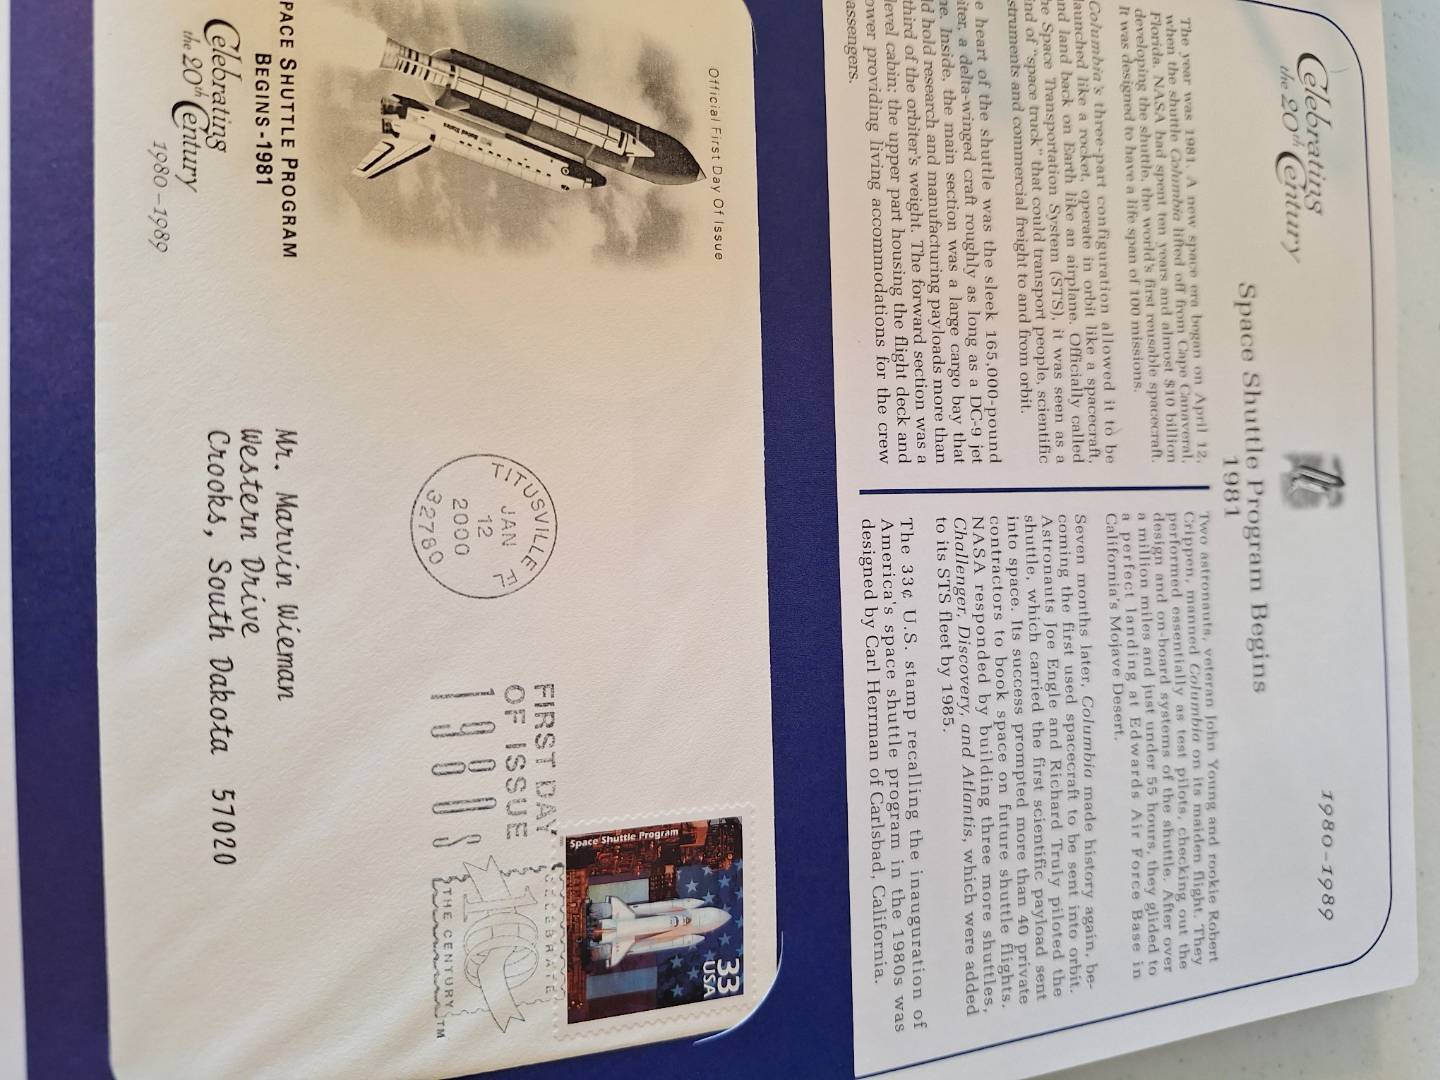 Celebrating
the 20th Century
1980–1989
Space Shuttle Program Begins
1981
The year was 1981. A new space era began on April 12,
when the shuttle Columbia lifted off from Cape Canaveral,
Florida. NASA had spent ten years and almost $10 billion
developing the shuttle, the world's first reusable spacecraft.
It was designed to have a life span of 100 missions.
Columbia's three-part configuration allowed it to be
launched like a rocket, operate in orbit like a spacecraft,
and land back on Earth like an airplane. Officially called
the Space Transportation System (STS), it was seen as a
kind of "space truck" that could transport people, scientific
struments and commercial freight to and from orbit.
e heart of the shuttle was the sleek 165,000-pound
iter, a delta-winged craft roughly as long as a DC-9 jet
ne. Inside, the main section was a large cargo bay that
ld hold research and manufacturing payloads more than
third of the orbiter's weight. The forward section was a
level cabin; the upper part housing the flight deck and
ower providing living accommodations for the crew
assengers.
Two astronauts, veteran John Young and rookie Robert
Crippen, manned Columbia on its maiden flight. They
performed essentially as test pilots, checking out the
design and on-board systems of the shuttle. After over
a million miles and just under 55 hours, they glided to
a perfect landing at Edwards Air Force Base in
California's Mojave Desert.
Seven months later, Columbia made history again, be-
coming the first used spacecraft to be sent into orbit.
Astronauts Joe Engle and Richard Truly piloted the
shuttle, which carried the first scientific payload sent
into space. Its success prompted more than 40 private
contractors to book space on future shuttle flights.
NASA responded by building three more shuttles,
Challenger, Discovery, and Atlantis, which were added
to its STS fleet by 1985.
The 33¢ U.S. stamp recalling the inauguration of
America's space shuttle program in the 1980s was
designed by Carl Herrman of Carlsbad, California.
Official First Day Of Issue
United States
PACE SHUTTLE PROGRAM
BEGINS-1981
Celebrating
the 20th Century
1980–1989
TITUSVILLE FL
JAN
12
2000
32780
FIRST DAY
OF ISSUE
1980S
CELEBRATE
100
THE CENTURY™
33
USA
Space Shuttle Program
Mr. Marvin Wieman
Western Drive
Crooks, South Dakota 57020